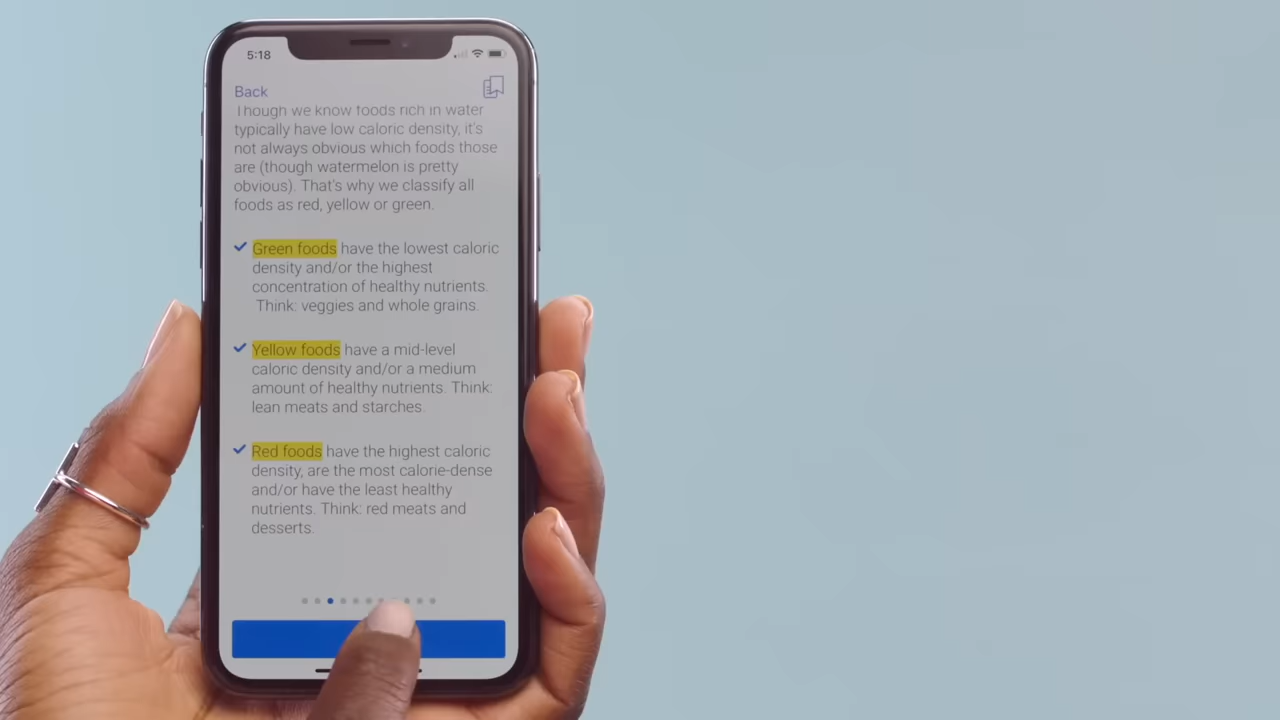 5:18
Back
Though we know foods rich in water
typically have low caloric density, it's
not always obvious which foods those
are (though watermelon is pretty
obvious). That's why we classify all
foods as red, yellow or green.
Green foods have the lowest caloric
density and/or the highest
concentration of healthy nutrients.
Think: veggies and whole grains.
Yellow foods have a mid-level
caloric density and/or a medium
amount of healthy nutrients. Think:
lean meats and starches.
Red foods have the highest caloric
density, are the most calorie-dense
and/or have the least healthy
nutrients. Think: red meats and
desserts.